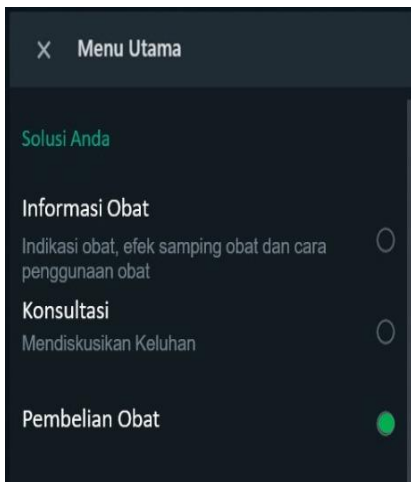 Menu Utama
Solusi Anda
Informasi Obat
Indikasi obat, efek samping obat dan cara
penggunaan obat
Konsultasi
Mendiskusikan Keluhan
Pembelian Obat